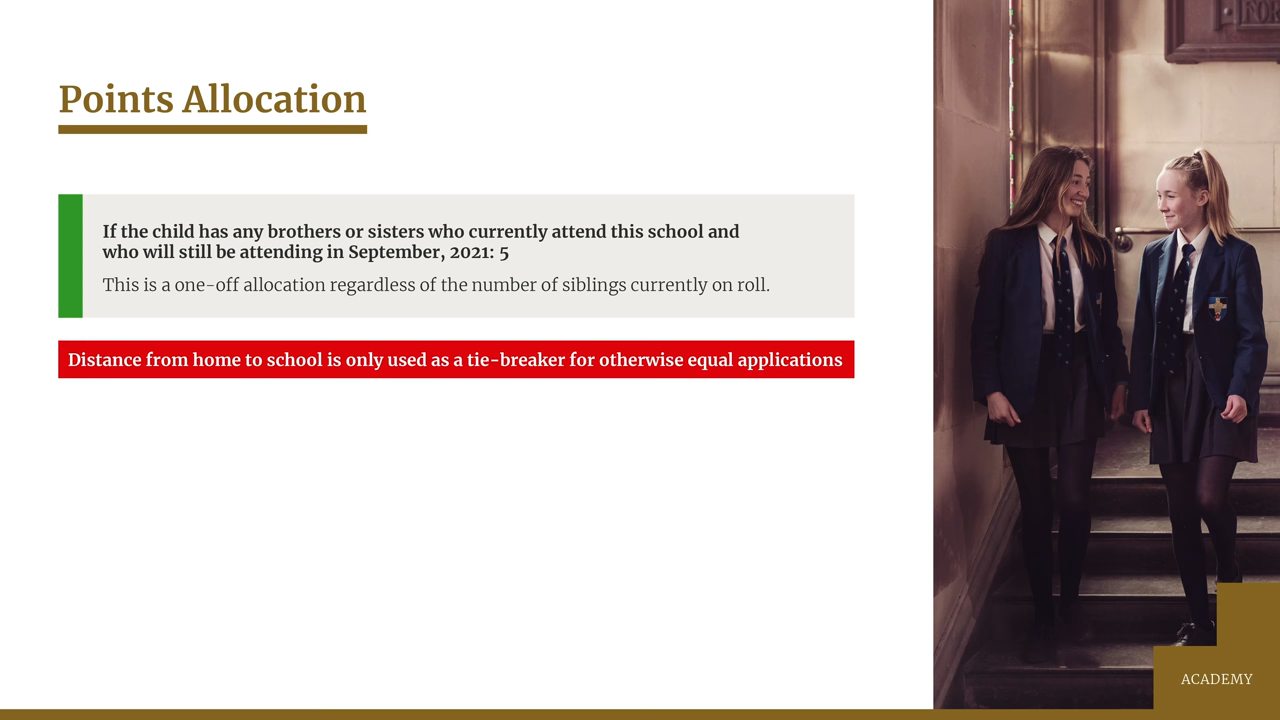 Points Allocation
If the child has any brothers or sisters who currently attend this school and
who will still be attending in September, 2021: 5
This is a one-off allocation regardless of the number of siblings currently on roll.
Distance from home to school is only used as a tie-breaker for otherwise equal applications
ACADEMY